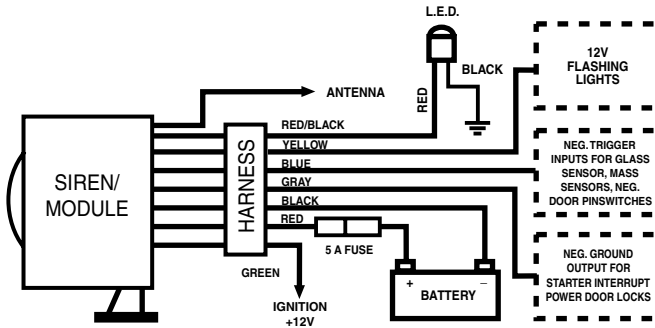 L.E.D.
BLACK
RED
12V
FLASHING
LIGHTS
ANTENNA
RED/BLACK
YELLOW
BLUE
GRAY
BLACK
RED
HARNESS
SIREN/
MODULE
NEG. TRIGGER
INPUTS FOR GLASS
SENSOR, MASS
SENSORS, NEG.
DOOR PINSWITCHES
5 A FUSE
GREEN
IGNITION
+12V
+
–
BATTERY
NEG. GROUND
OUTPUT FOR
STARTER INTERRUPT
POWER DOOR LOCKS